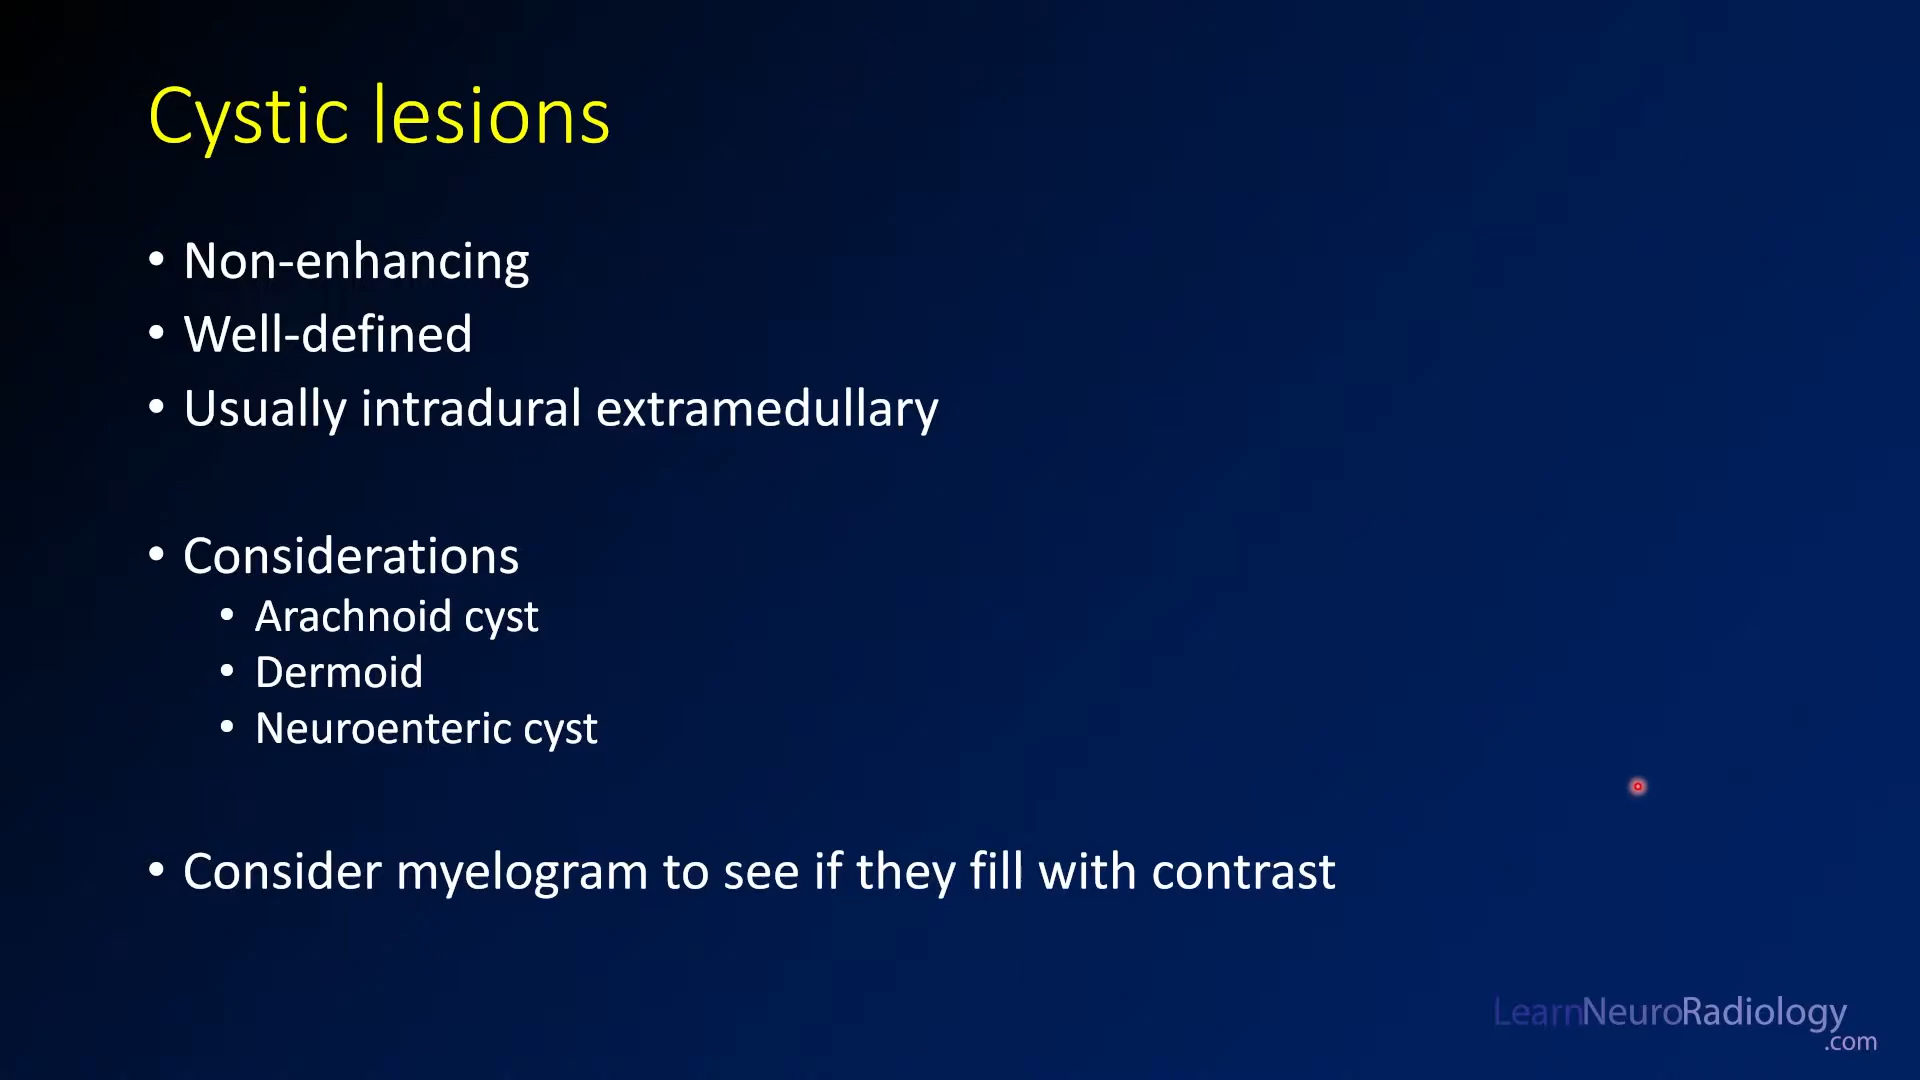 Cystic lesions
• Non-enhancing
• Well-defined
• Usually intradural extramedullary
• Considerations
• Arachnoid cyst
• Dermoid
• Neuroenteric cyst
• Consider myelogram to see if they fill with contrast
LearnNeuroRadiology
.com